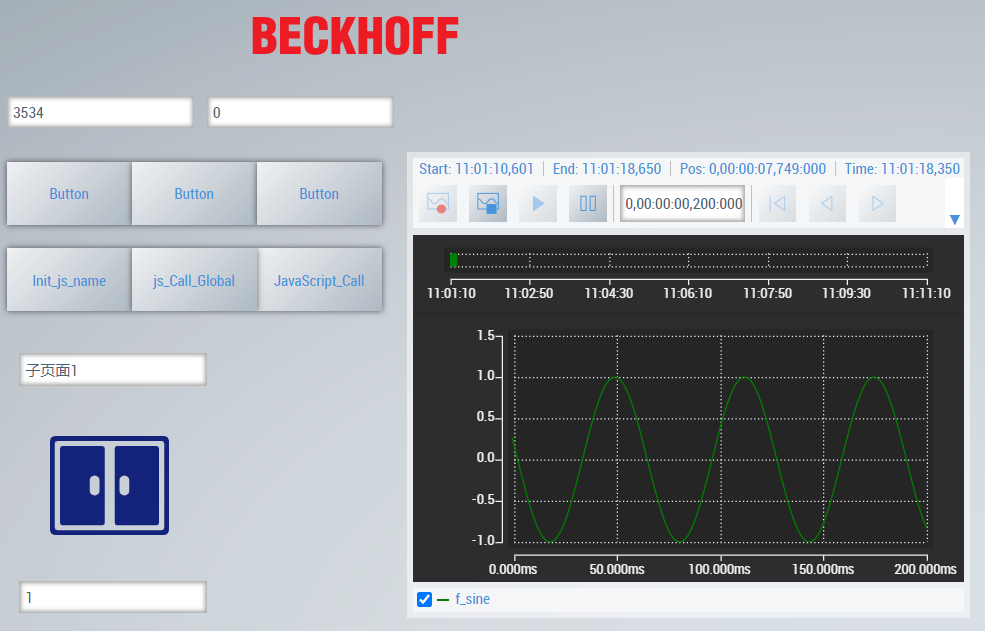 BECKHOFF
3534 0
Start: 11:01:10,601 End: 11:01:18,650 Pos: 0,00:00:07,749:000 Time: 11:01:18,350
0,00:00:00,200:000
Button Button Button
Init_js_name js_Call_Global JavaScript_Call
11:01:10 11:02:50 11:04:30 11:06:10 11:07:50 11:09:30 11:11:10
子页面1
1.5
1.0
0.5
0.0
-0.5
-1.0
0.000ms 50.000ms 100.000ms 150.000ms 200.000ms
1
f_sine